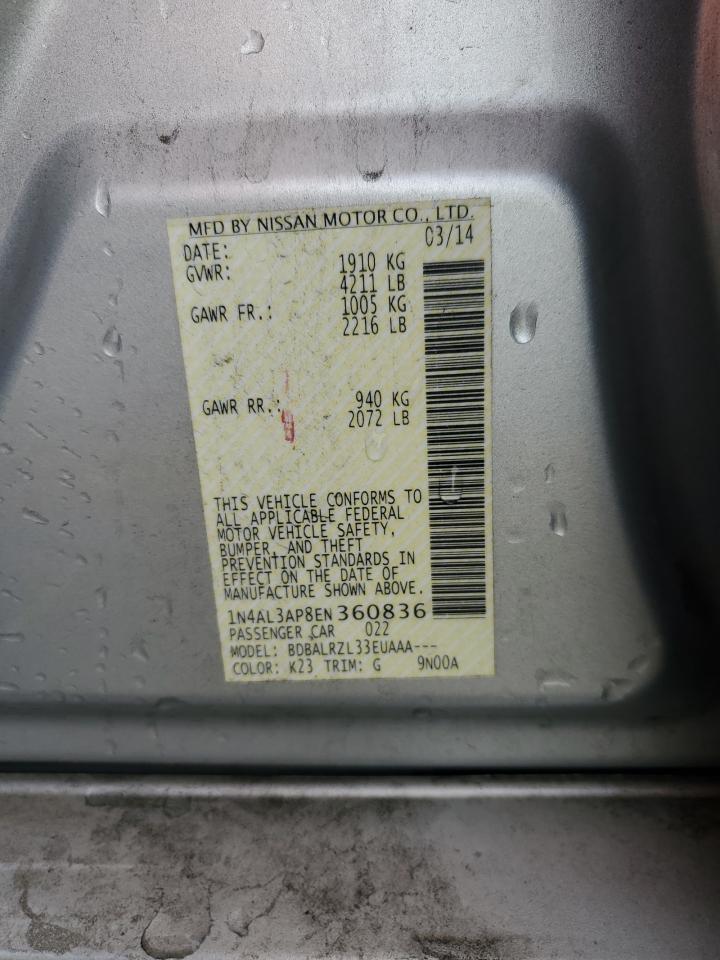 MFD BY NISSAN MOTOR CO., LTD.
DATE: 03/14
GVWR: 1910 KG
4211 LB
GAWR FR.: 1005 KG
2216 LB
GAWR RR.: 940 KG
2072 LB
THIS VEHICLE CONFORMS TO
ALL APPLICABLE FEDERAL
MOTOR VEHICLE SAFETY,
BUMPER, AND THEFT
PREVENTION STANDARDS IN
EFFECT ON THE DATE OF
MANUFACTURE SHOWN ABOVE.
1N4AL3AP8EN360836
PASSENGER CAR 022
MODEL: BDBALRZL33EUAAA---
COLOR: K23 TRIM: G 9N00A